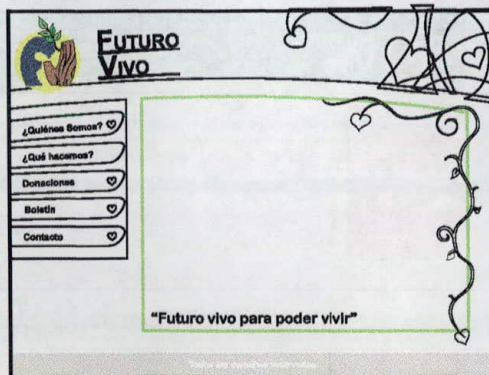 FUTURO
VIVO
¿Quiénes Somos?
¿Qué hacemos?
Donaciones
Boletín
Contacto
“Futuro vivo para poder vivir”